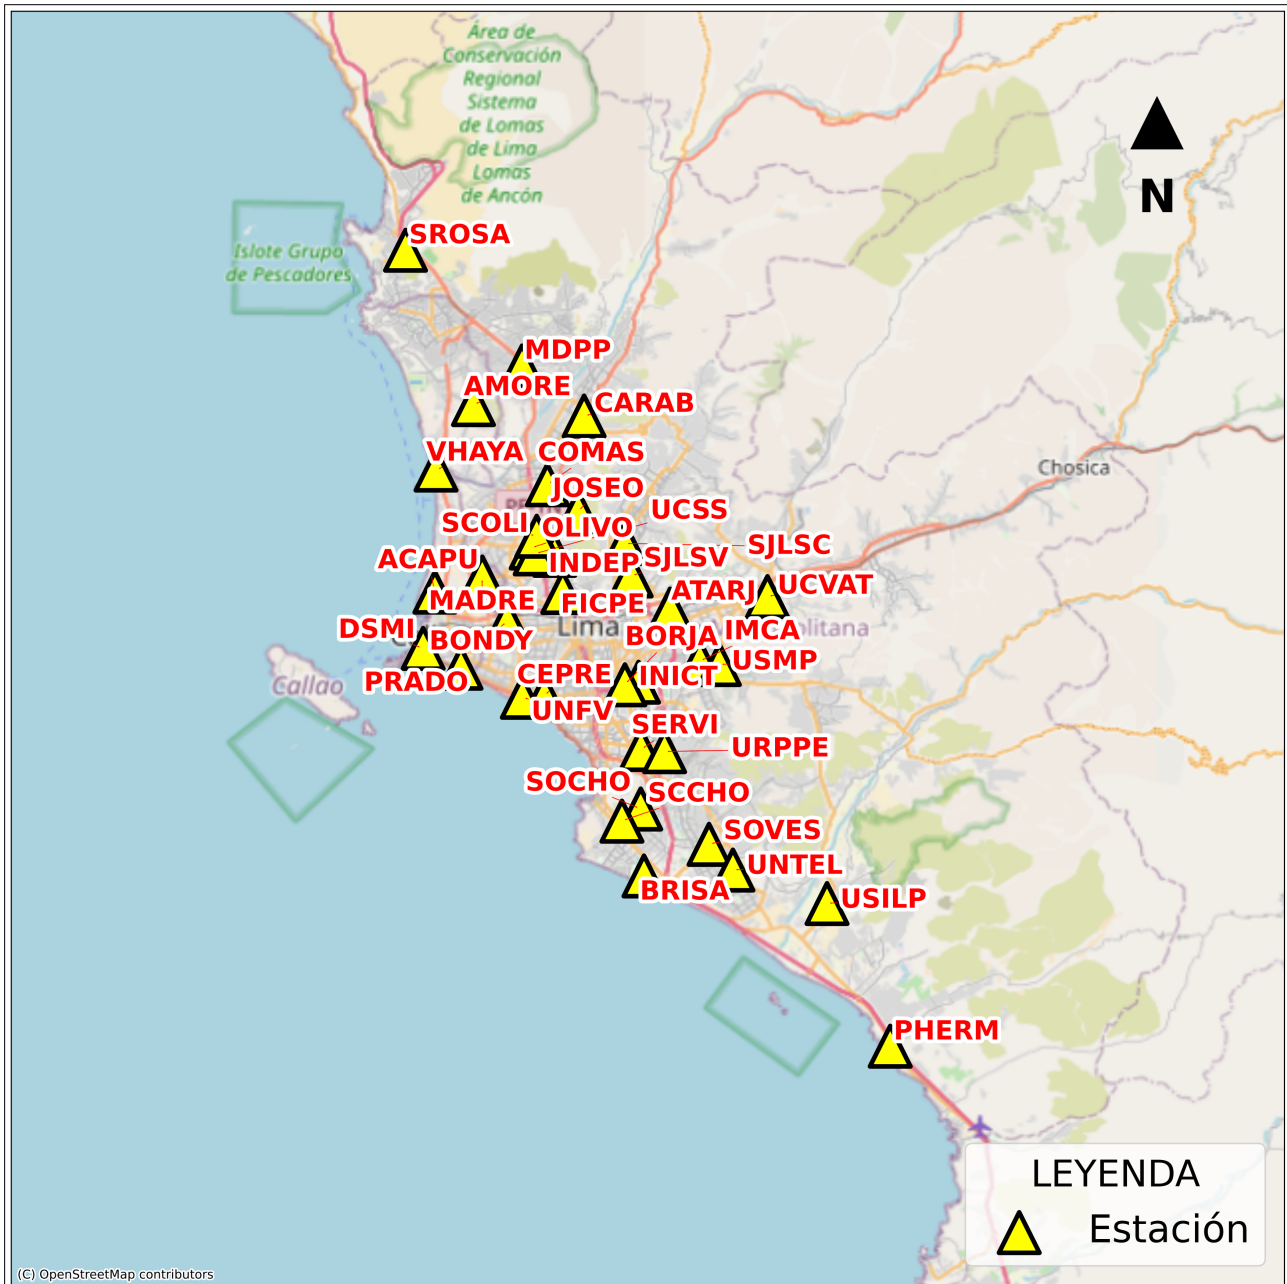 Área de
Conservación
Regional
Sistema
de Lomas
de Lima
Lomas
de Ancón
N
SROSA
Islote Grupo
de Pescadores
MDPP
AMORE
CARAB
VHAYA
COMAS
Chosica
JOSEO
UCSS
SCOLI
OLIVO
SJLSC
ACAPU
INDEP
SJLSV
UCVAT
MADRE
FICPE
ATARJ
DSMI
BONDY
Lima
BORJA
IMCA
PRADO
CEPRE
INICT
USMP
Callao
UNFV
SERVI
URPPE
SOCHO
SCCHO
SOVES
UNTEL
BRISA
USILP
PHERM
LEYENDA
Estación
(C) OpenStreetMap contributors